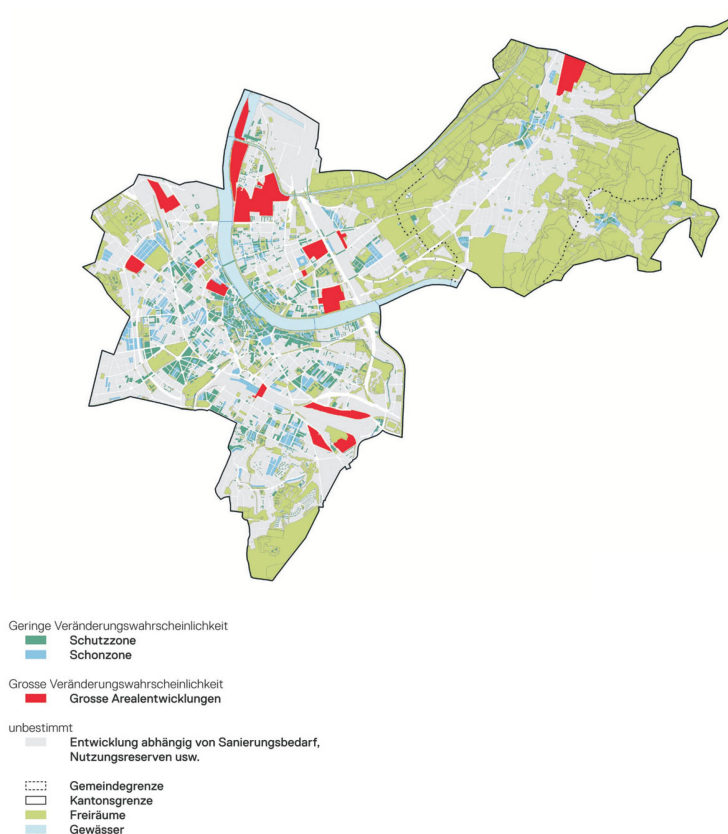 Geringe Veränderungswahrscheinlichkeit
Schutzzone
Schonzone
Grosse Veränderungswahrscheinlichkeit
Grosse Arealentwicklungen
unbestimmt
Entwicklung abhängig von Sanierungsbedarf,
Nutzungsreserven usw.
Gemeindegrenze
Kantonsgrenze
Freiräume
Gewässer